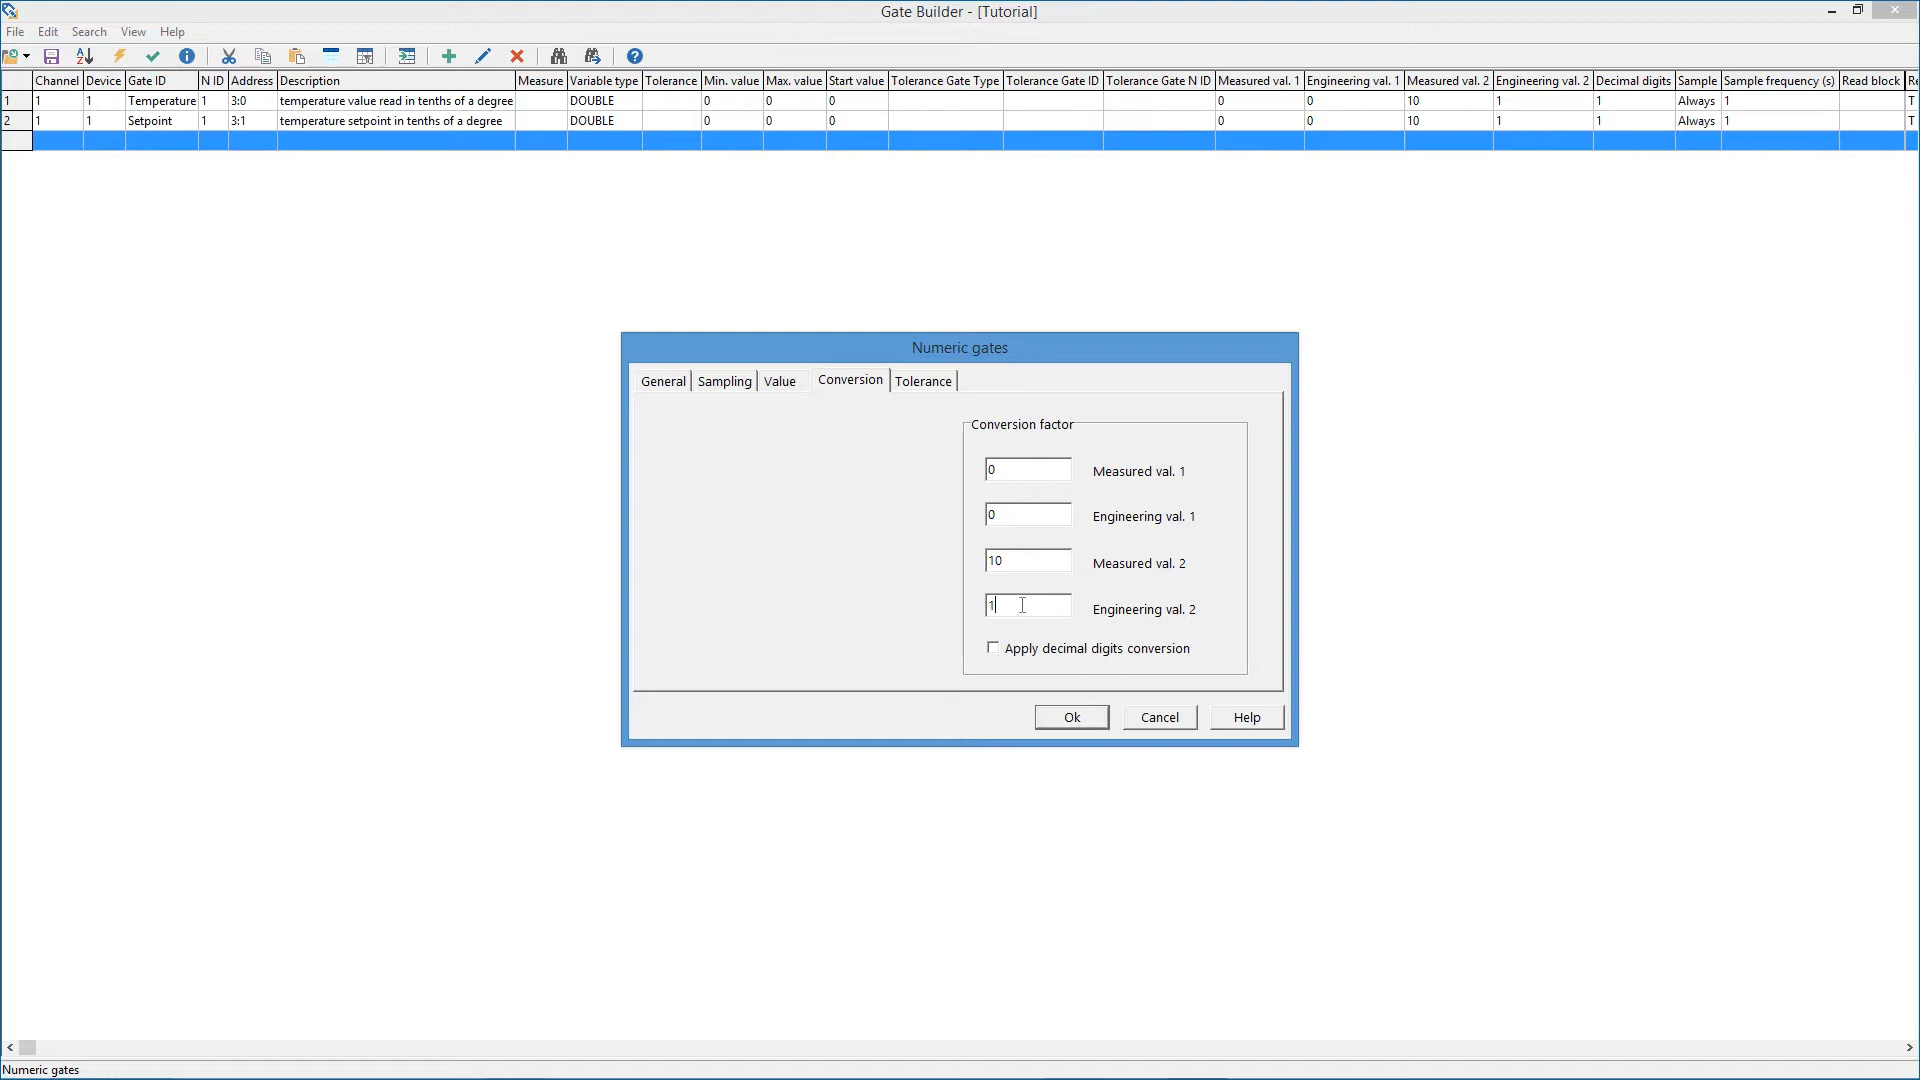 Gate Builder - [Tutorial]
File Edit Search View Help
Channel Device Gate ID N ID Address Description Measure Variable type Tolerance Min. value Max. value Start value Tolerance Gate Type Tolerance Gate ID Tolerance Gate N ID Measured val. 1 Engineering val. 1 Measured val. 2 Engineering val. 2 Decimal digits Sample Sample frequency (s) Read block Re
1 1 1 Temperature 1 3:0 temperature value read in tenths of a degree DOUBLE 0 0 0 0 0 10 1 1 Always 1 T
2 1 1 Setpoint 1 3:1 temperature setpoint in tenths of a degree DOUBLE 0 0 0 0 0 10 1 1 Always 1 T
Numeric gates
General Sampling Value Conversion Tolerance
Conversion factor
0 Measured val. 1
0 Engineering val. 1
10 Measured val. 2
1 Engineering val. 2
Apply decimal digits conversion
Ok Cancel Help
Numeric gates